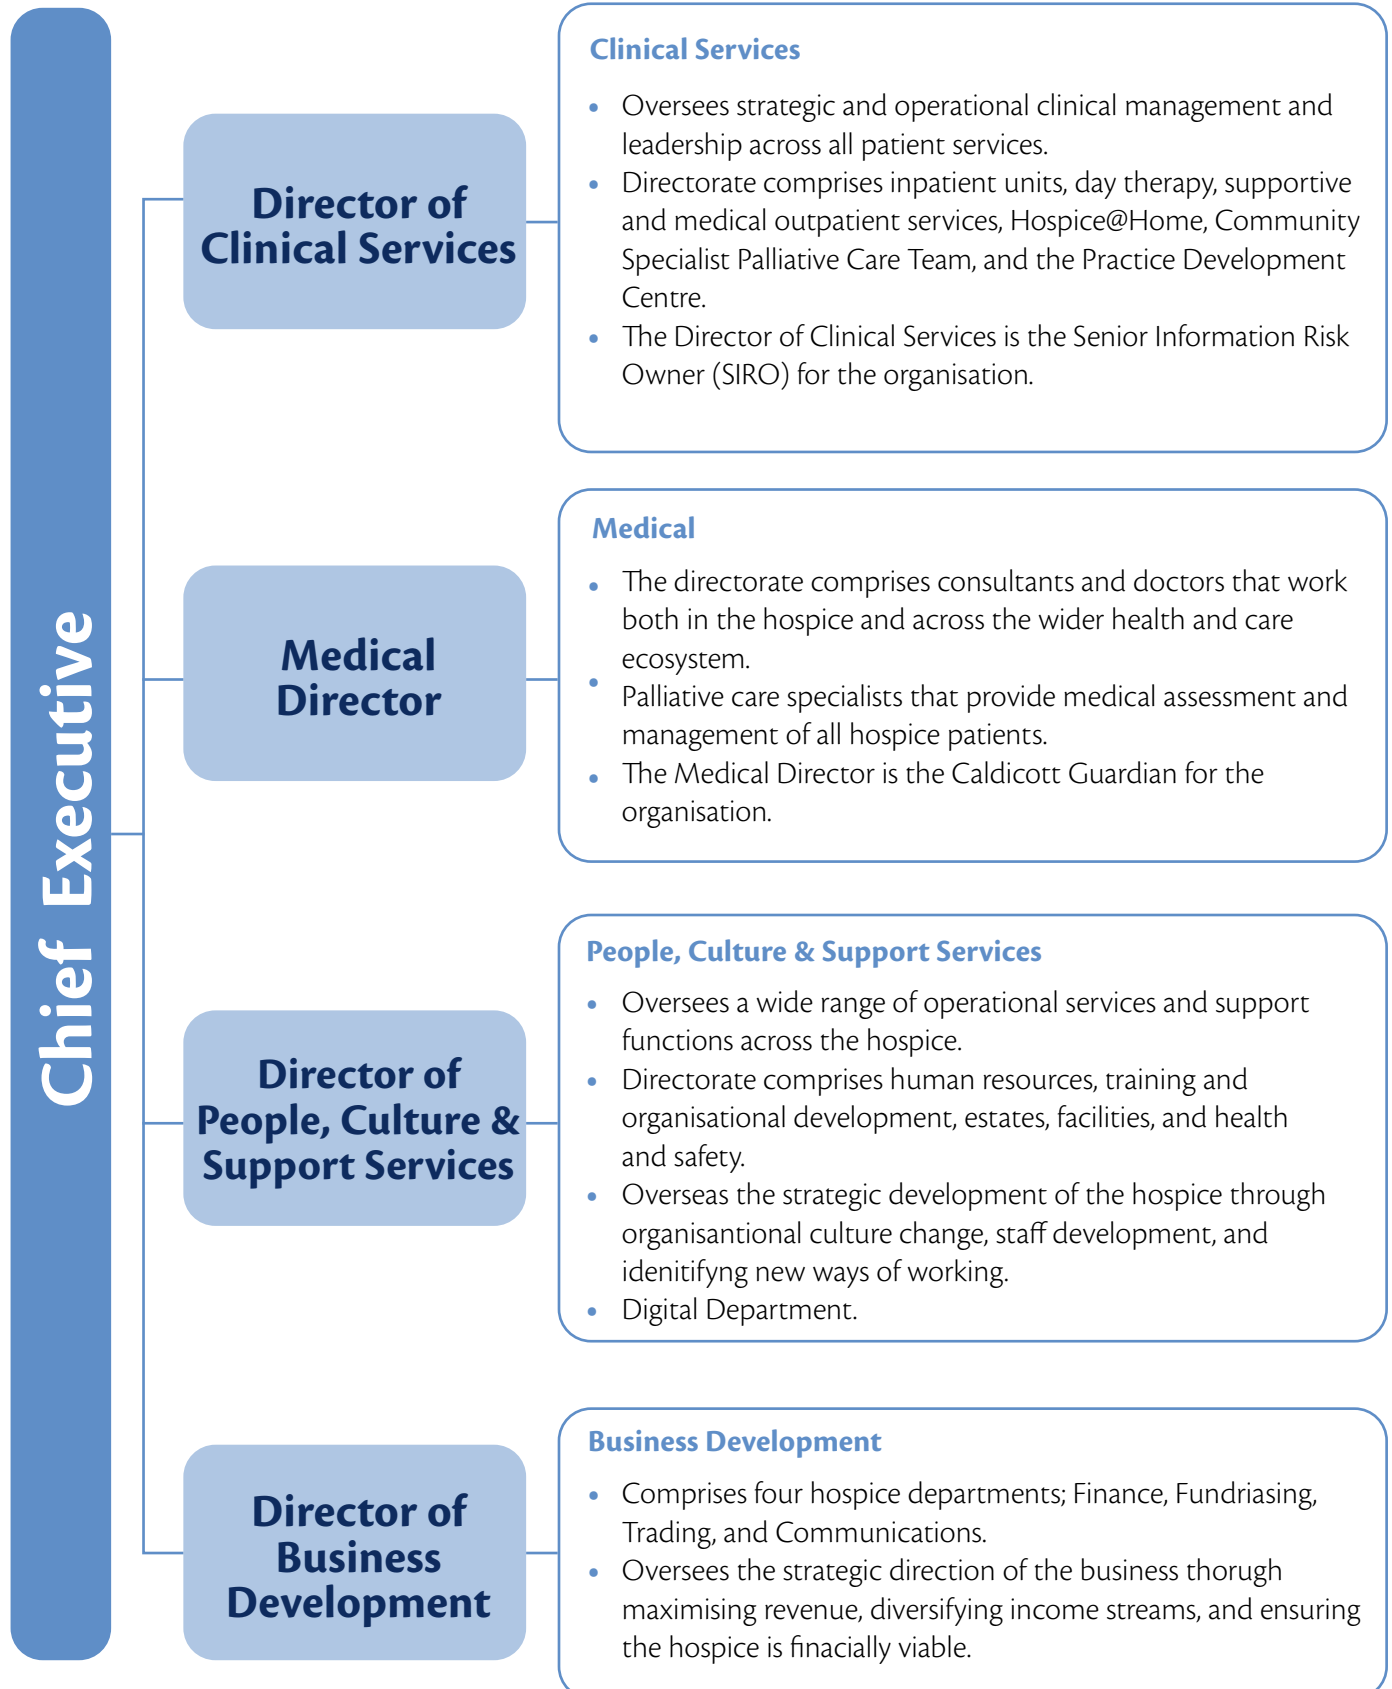 Chief Executive
Director of
Clinical Services
Clinical Services
• Oversees strategic and operational clinical management and
leadership across all patient services.
• Directorate comprises inpatient units, day therapy, supportive
and medical outpatient services, Hospice@Home, Community
Specialist Palliative Care Team, and the Practice Development
Centre.
• The Director of Clinical Services is the Senior Information Risk
Owner (SIRO) for the organisation.
Medical
Director
Medical
• The directorate comprises consultants and doctors that work
both in the hospice and across the wider health and care
ecosystem.
• Palliative care specialists that provide medical assessment and
management of all hospice patients.
• The Medical Director is the Caldicott Guardian for the
organisation.
Director of
People, Culture &
Support Services
People, Culture & Support Services
• Oversees a wide range of operational services and support
functions across the hospice.
• Directorate comprises human resources, training and
organisational development, estates, facilities, and health
and safety.
• Overseas the strategic development of the hospice through
organisantional culture change, staff development, and
idenitifyng new ways of working.
• Digital Department.
Director of
Business
Development
Business Development
• Comprises four hospice departments; Finance, Fundriasing,
Trading, and Communications.
• Oversees the strategic direction of the business thorugh
maximising revenue, diversifying income streams, and ensuring
the hospice is finacially viable.